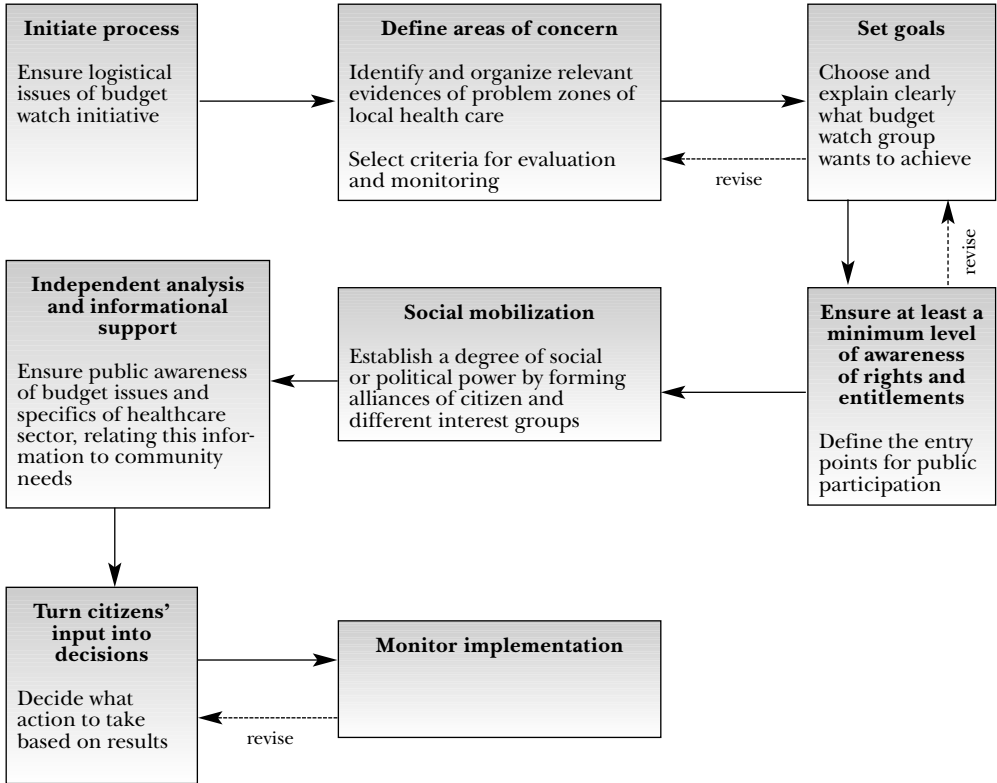 Initiate process
Ensure logistical
issues of budget
watch initiative
Define areas of concern
Identify and organize relevant
evidences of problem zones of
local health care
Select criteria for evaluation
and monitoring
Set goals
Choose and
explain clearly
what budget
watch group
wants to achieve
revise
revise
Ensure at least a
minimum level
of awareness
of rights and
entitlements
Define the entry
points for public
participation
Social mobilization
Establish a degree of social
or political power by forming
alliances of citizen and
different interest groups
Independent analysis
and informational
support
Ensure public awareness
of budget issues and
specifics of healthcare
sector, relating this infor-
mation to community
needs
Turn citizens’
input into
decisions
Decide what
action to take
based on results
Monitor implementation
revise